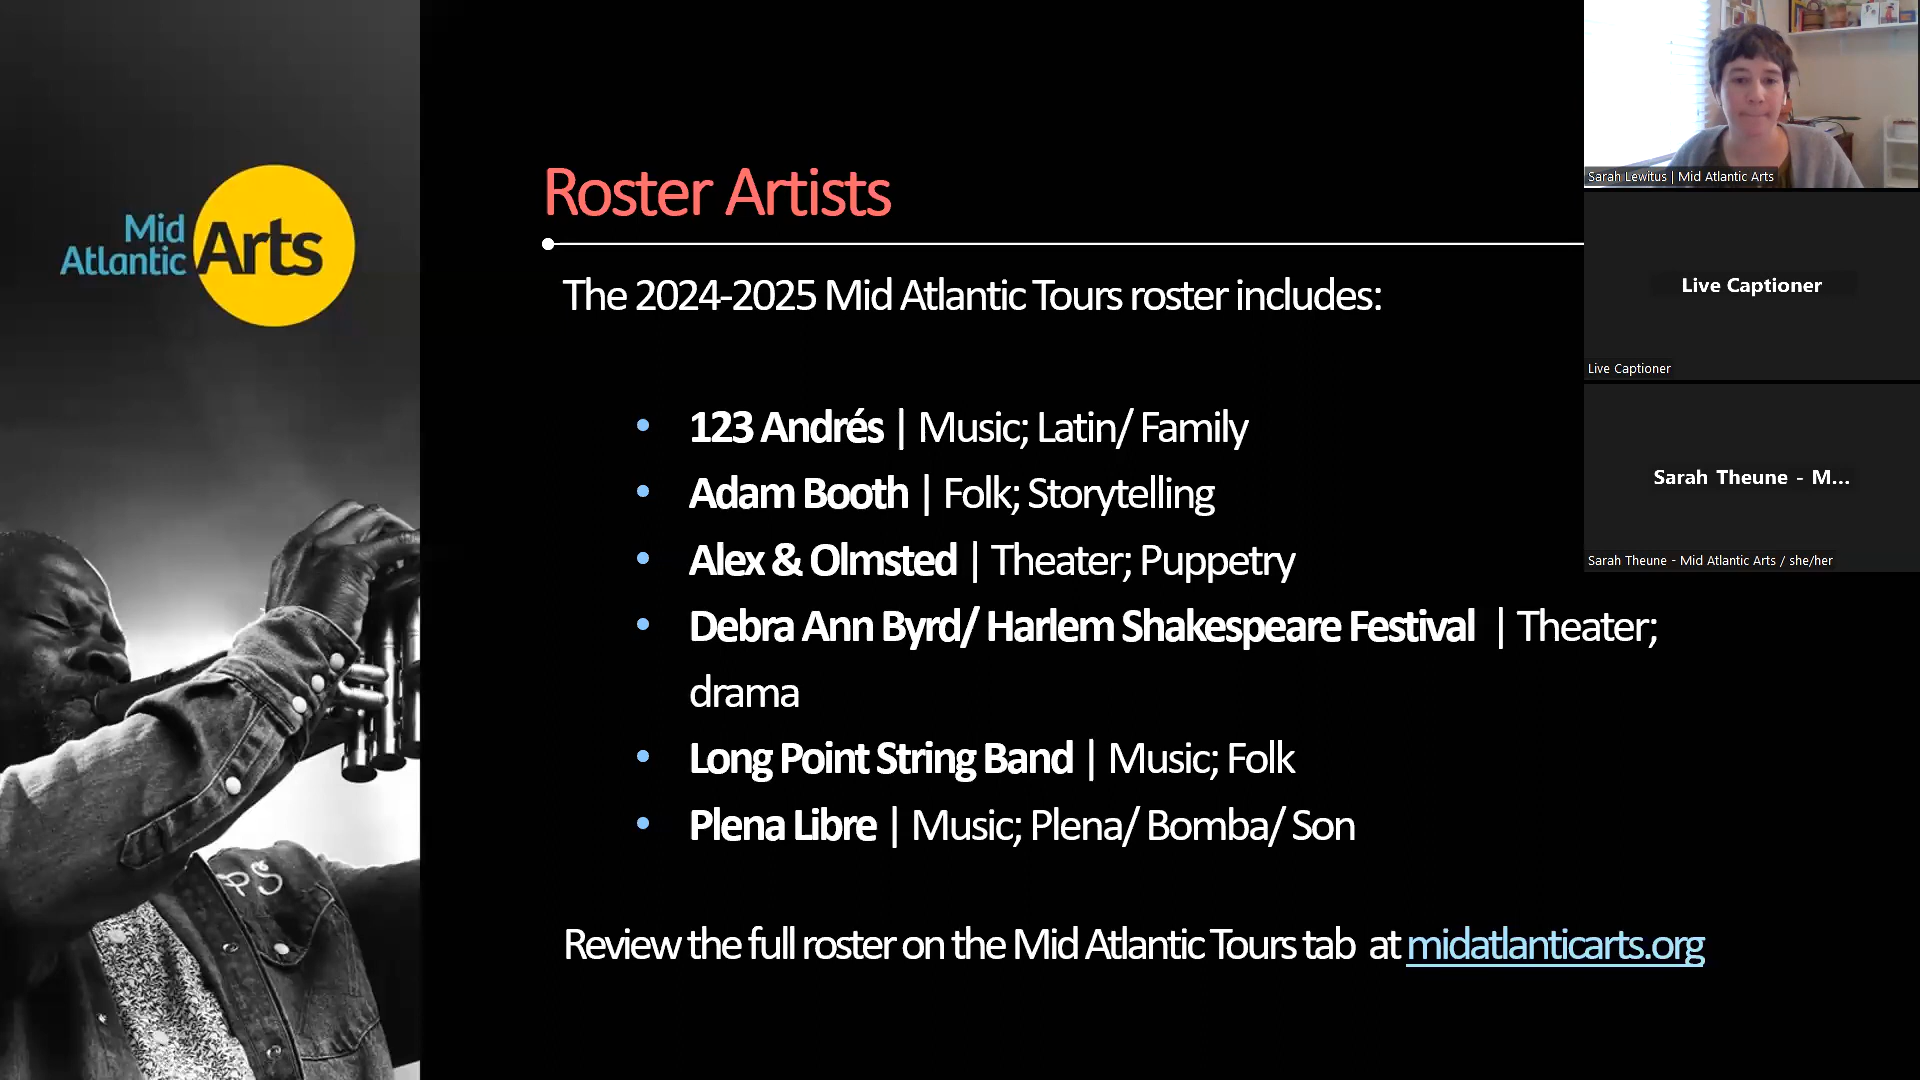 Mid
Atlantic Arts
Roster Artists
The 2024-2025 Mid Atlantic Tours roster includes:
• 123 Andrés | Music; Latin/ Family
• Adam Booth | Folk; Storytelling
• Alex & Olmsted | Theater; Puppetry
• Debra Ann Byrd/ Harlem Shakespeare Festival | Theater;
drama
• Long Point String Band | Music; Folk
• Plena Libre | Music; Plena/ Bomba/ Son
Review the full roster on the Mid Atlantic Tours tab at midatlanticarts.org
Sarah Lewitus | Mid Atlantic Arts
Live Captioner
Live Captioner
Sarah Theune - M...
Sarah Theune - Mid Atlantic Arts / she/her
PS